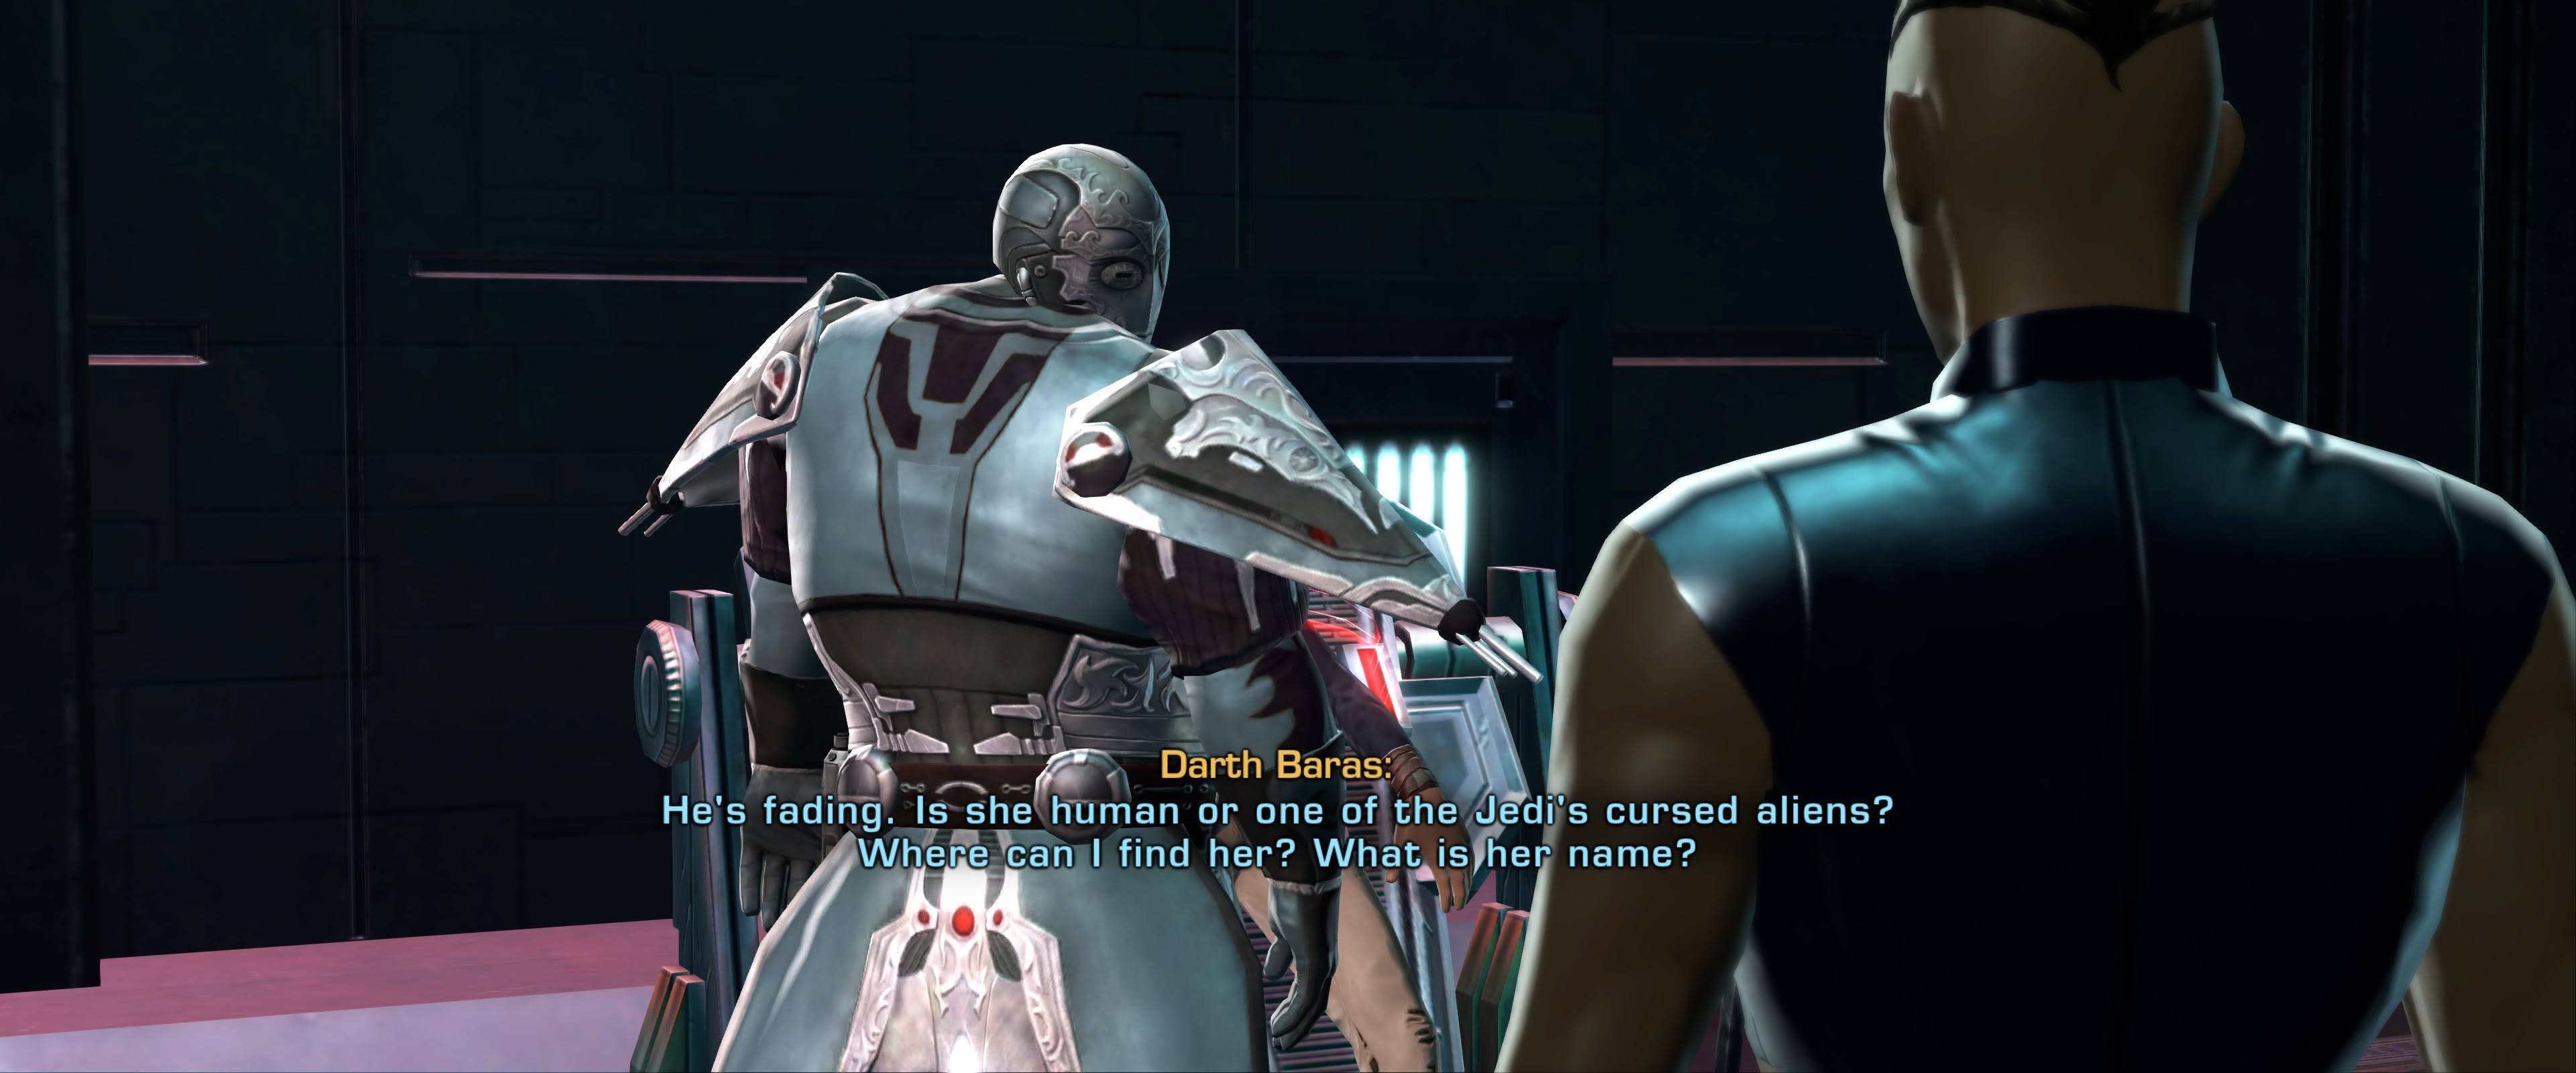 Darth Baras:
He's fading. Is she human or one of the Jedi's cursed aliens?
Where can I find her? What is her name?